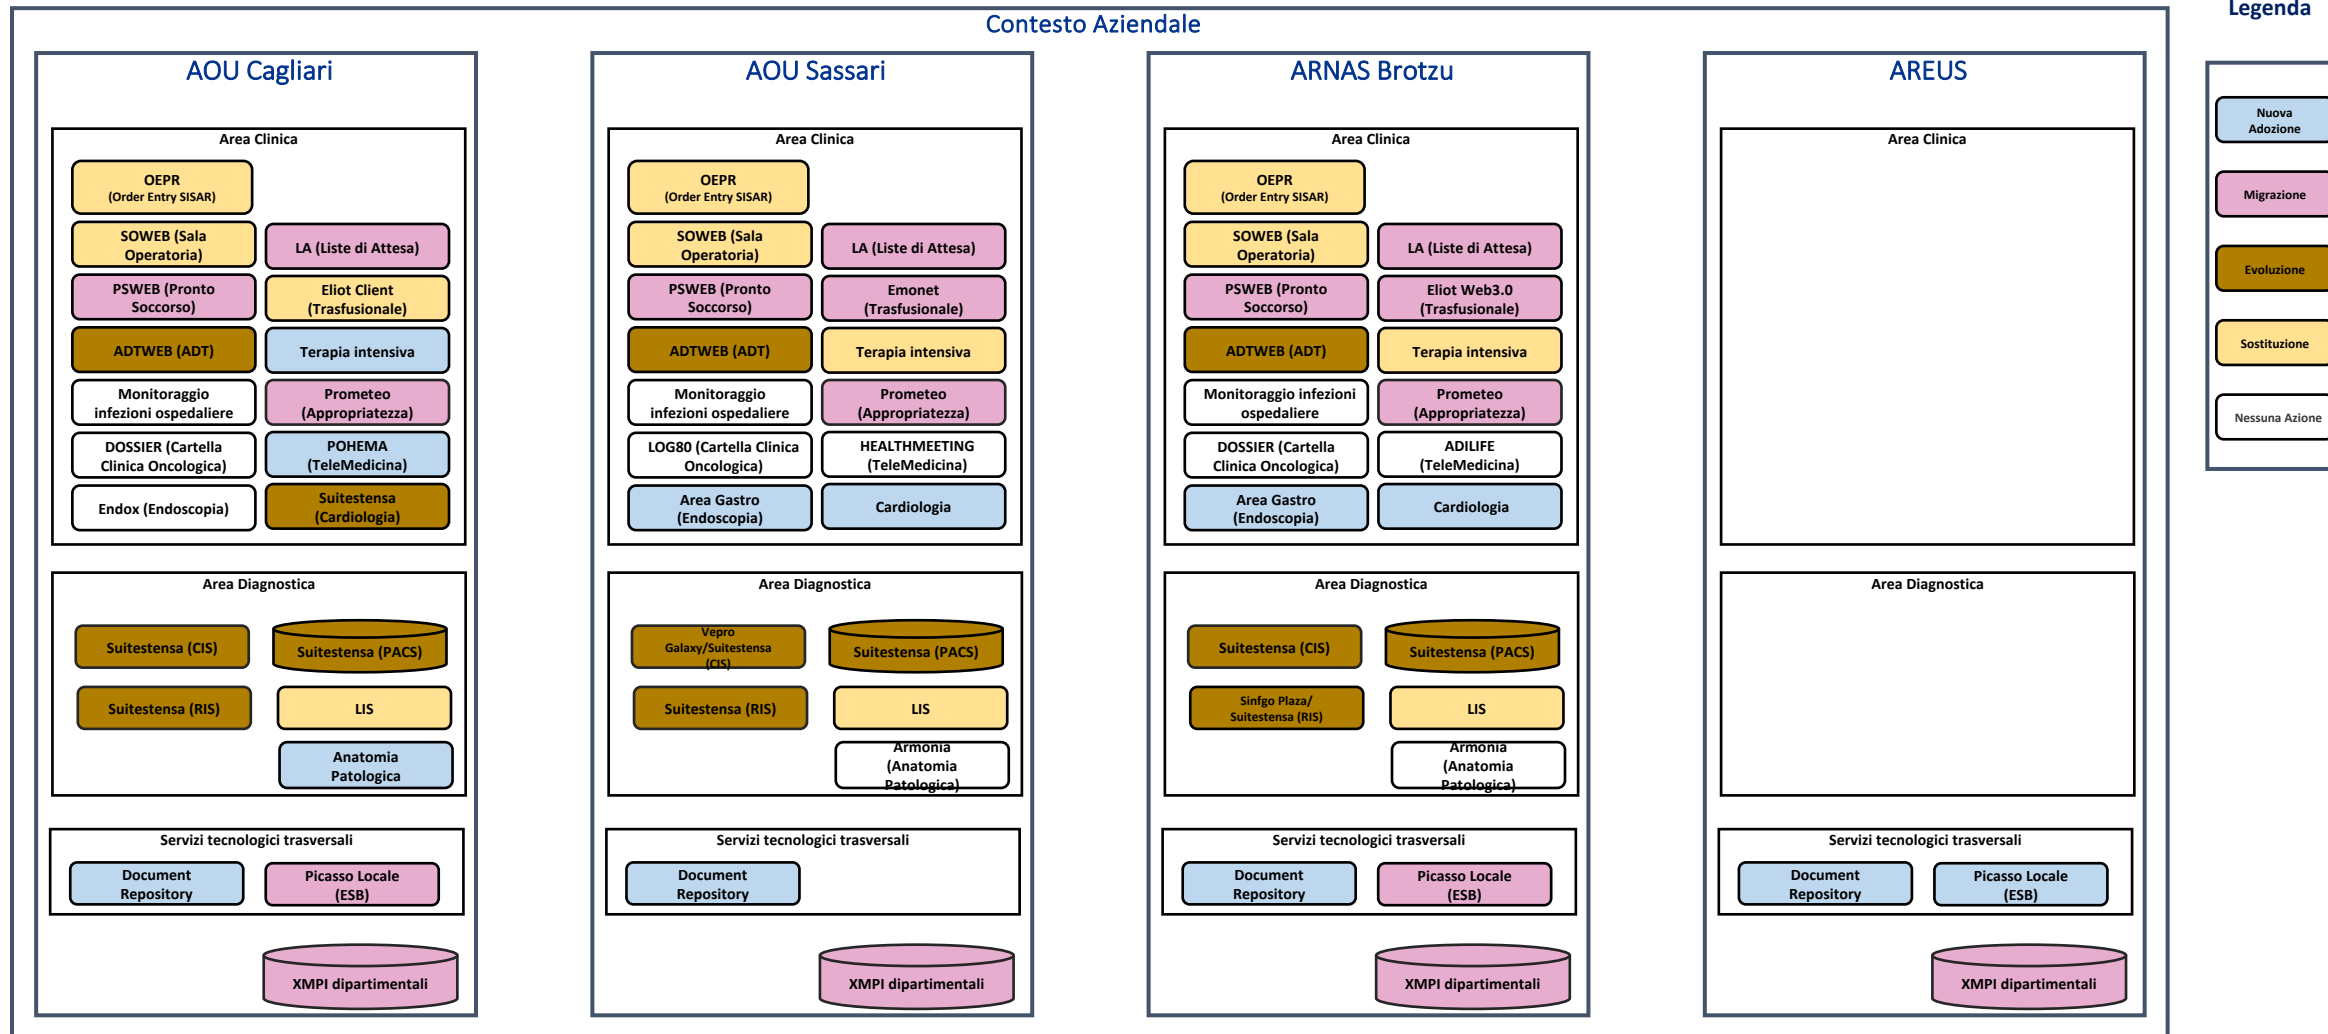 Contesto Aziendale
AOU Cagliari
Area Clinica
OEPR
(Order Entry SISAR)
SOWEB (Sala
Operatoria)
LA (Liste di Attesa)
PSWEB (Pronto
Soccorso)
Eliot Client
(Trasfusionale)
ADTWEB (ADT)
Terapia intensiva
Monitoraggio
infezioni ospedaliere
Prometeo
(Appropriatezza)
DOSSIER (Cartella
Clinica Oncologica)
POHEMA
(TeleMedicina)
Endox (Endoscopia)
Suitestensa
(Cardiologia)
Area Diagnostica
Suitestensa (CIS)
Suitestensa (PACS)
Suitestensa (RIS)
LIS
Anatomia
Patologica
Servizi tecnologici trasversali
Document
Repository
Picasso Locale
(ESB)
XMPI dipartimentali
AOU Sassari
Area Clinica
OEPR
(Order Entry SISAR)
SOWEB (Sala
Operatoria)
LA (Liste di Attesa)
PSWEB (Pronto
Soccorso)
Emonet
(Trasfusionale)
ADTWEB (ADT)
Terapia intensiva
Monitoraggio
infezioni ospedaliere
Prometeo
(Appropriatezza)
LOG80 (Cartella Clinica
Oncologica)
HEALTHMEETING
(TeleMedicina)
Area Gastro
(Endoscopia)
Cardiologia
Area Diagnostica
Vepro
Galaxy/Suitestensa
(CIS)
Suitestensa (PACS)
Suitestensa (RIS)
LIS
Armonia
(Anatomia
Patologica)
Servizi tecnologici trasversali
Document
Repository
XMPI dipartimentali
ARNAS Brotzu
Area Clinica
OEPR
(Order Entry SISAR)
SOWEB (Sala
Operatoria)
LA (Liste di Attesa)
PSWEB (Pronto
Soccorso)
Eliot Web3.0
(Trasfusionale)
ADTWEB (ADT)
Terapia intensiva
Monitoraggio infezioni
ospedaliere
Prometeo
(Appropriatezza)
DOSSIER (Cartella
Clinica Oncologica)
ADILIFE
(TeleMedicina)
Area Gastro
(Endoscopia)
Cardiologia
Area Diagnostica
Suitestensa (CIS)
Suitestensa (PACS)
Sinfgo Plaza/
Suitestensa (RIS)
LIS
Armonia
(Anatomia
Patologica)
Servizi tecnologici trasversali
Document
Repository
Picasso Locale
(ESB)
XMPI dipartimentali
AREUS
Area Clinica
Area Diagnostica
Servizi tecnologici trasversali
Document
Repository
Picasso Locale
(ESB)
XMPI dipartimentali
Legenda
Nuova
Adozione
Migrazione
Evoluzione
Sostituzione
Nessuna Azione